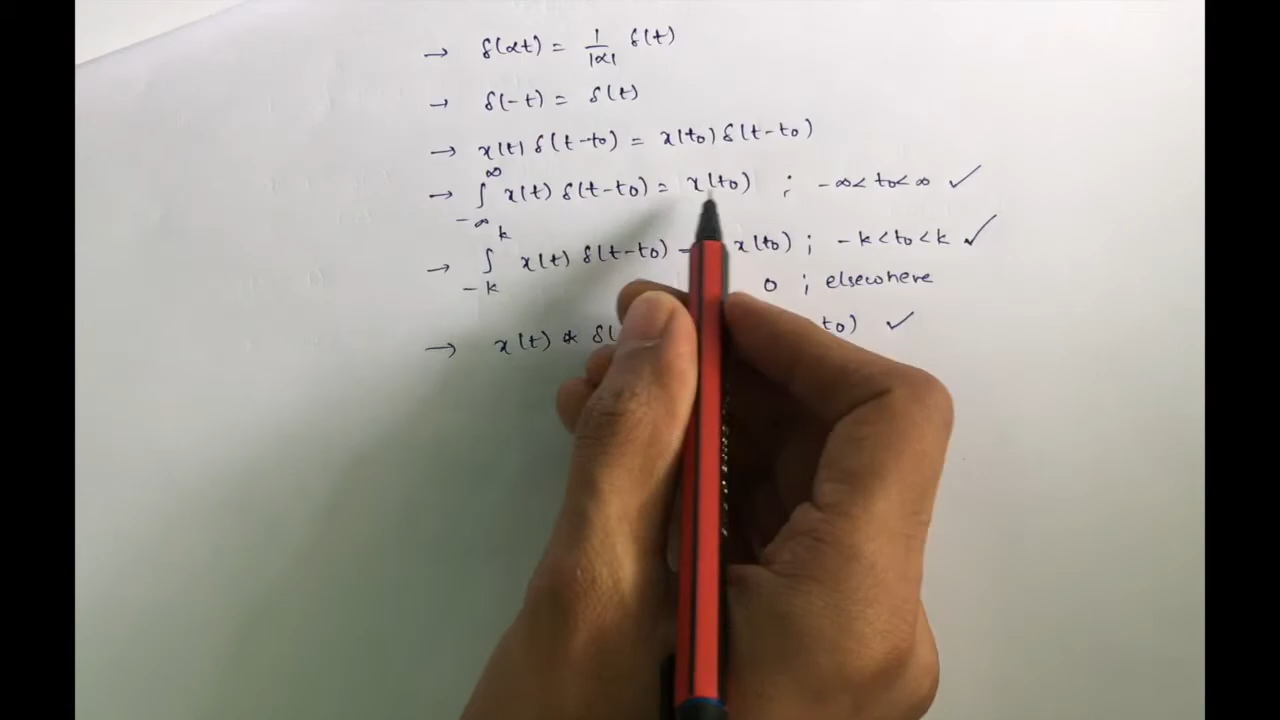 → δ(αt) = 1/|α| δ(t)
→ δ(-t) = δ(t)
→ x(t) δ(t-t₀) = x(t₀) δ(t-t₀)
→ ∫_{-∞}^{∞} x(t) δ(t-t₀) = x(t₀) ; -∞ < t₀ < ∞ ✓
→ ∫_{-k}^{k} x(t) δ(t-t₀) = x(t₀) ; -k < t₀ < k ✓
0 ; elsewhere
→ x(t) * δ( t₀) ✓